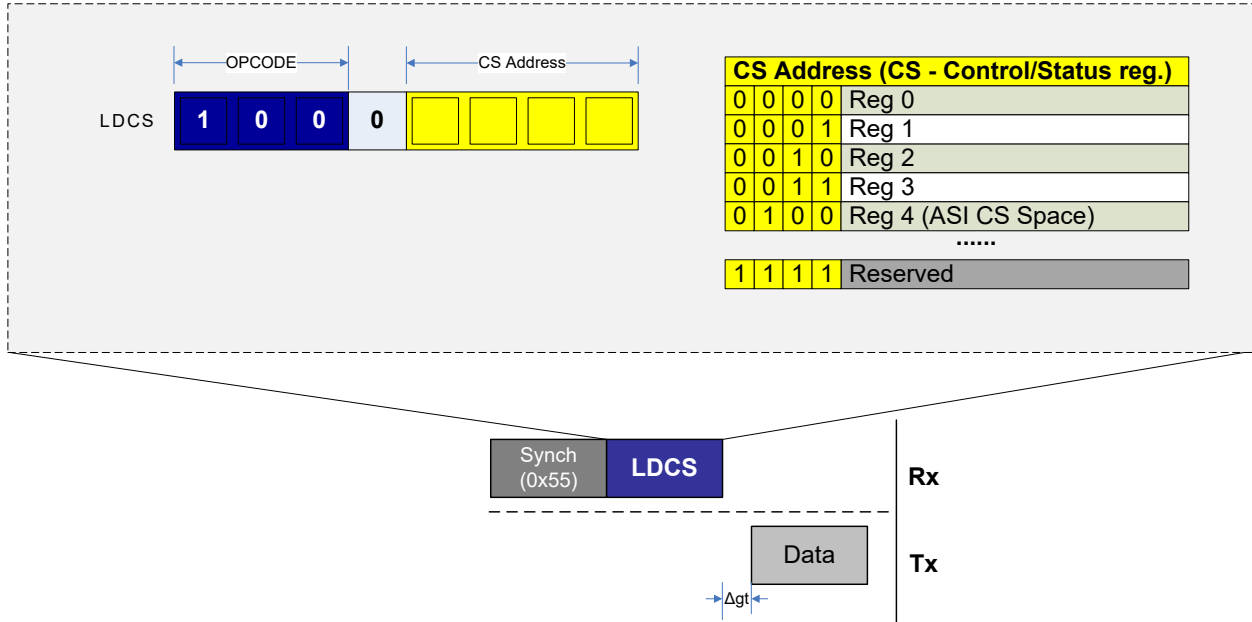 OPCODE
CS Address
LDCS
1 0 0 0
CS Address (CS - Control/Status reg.)
0 0 0 0 Reg 0
0 0 0 1 Reg 1
0 0 1 0 Reg 2
0 0 1 1 Reg 3
0 1 0 0 Reg 4 (ASI CS Space)
......
1 1 1 1 Reserved
Synch
(0x55)
LDCS
Rx
Data
Tx
Δgt